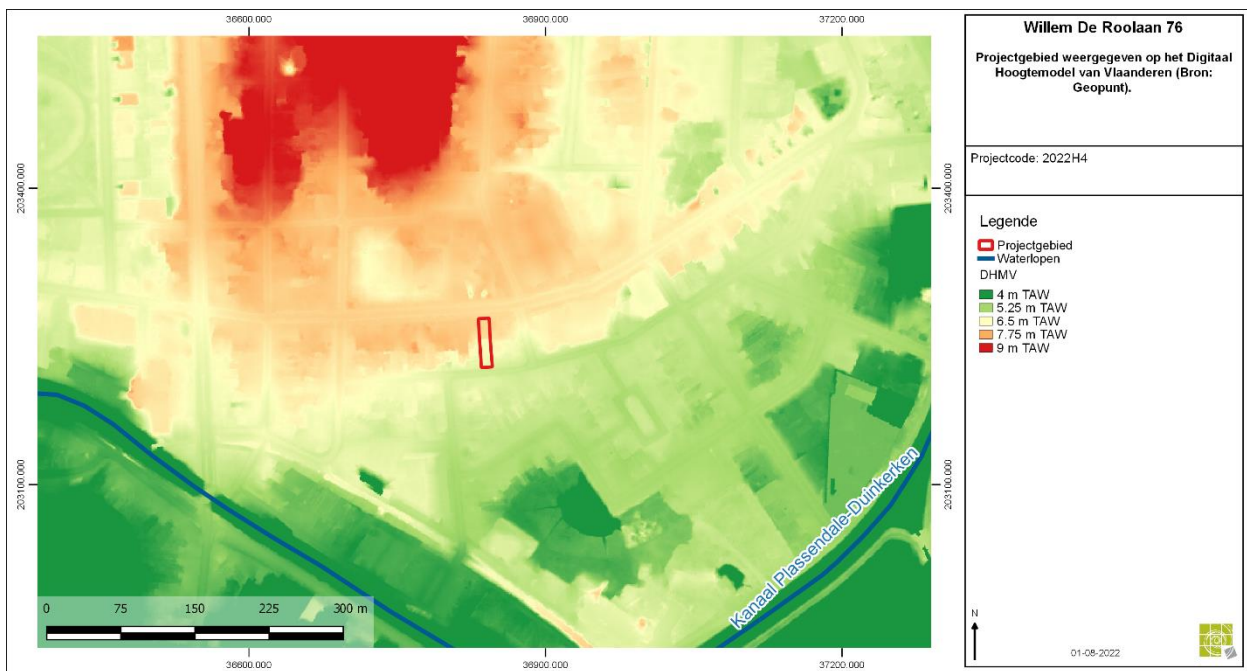 36600.000
36900.000
37200.000
203400.000
203400.000
203100.000
203100.000
Kanaal Plassendale-Duinkerken
0 75 150 225 300 m
36600.000
36900.000
37200.000
Willem De Roolaan 76
Projectgebied weergegeven op het Digitaal
Hoogtemodel van Vlaanderen (Bron:
Geopunt).
Projectcode: 2022H4
Legende
Projectgebied
Waterlopen
DHMV
4 m TAW
5.25 m TAW
6.5 m TAW
7.75 m TAW
9 m TAW
N
01-08-2022